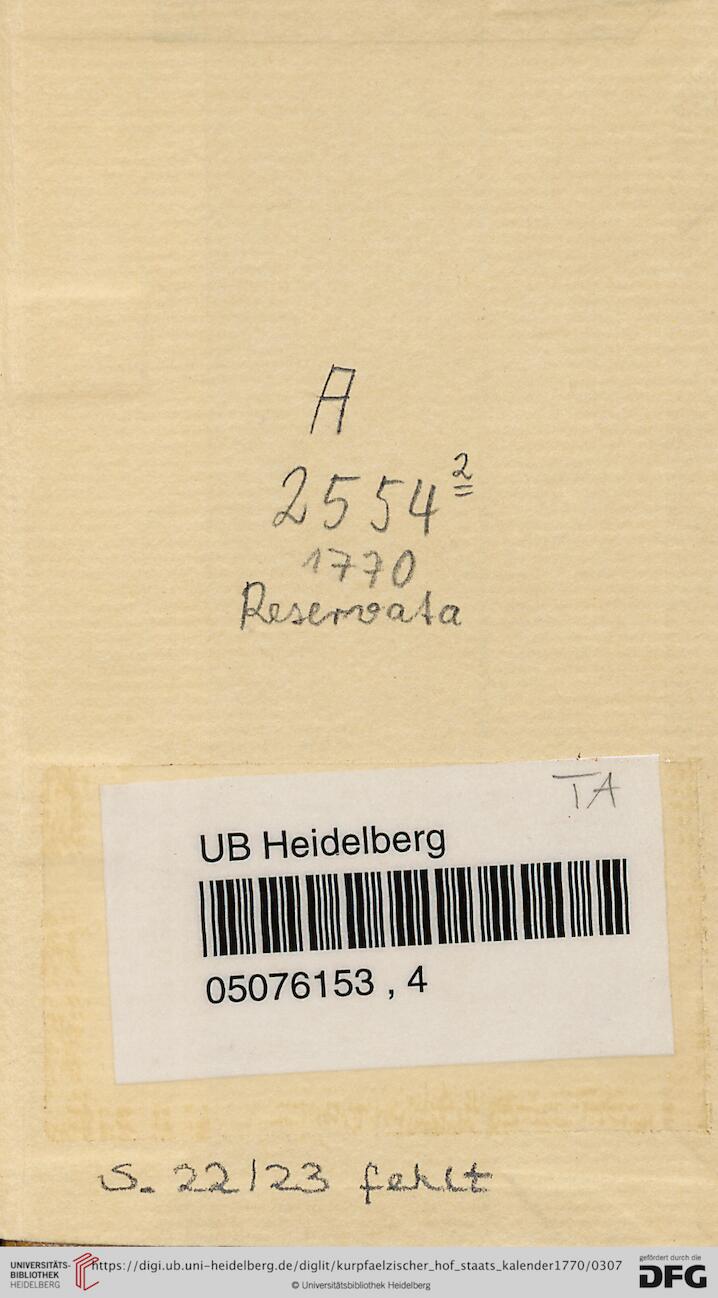 A
2554²
1770
Reservata
TA
UB Heidelberg
05076153 , 4
S. 22/23 fehlt
UNIVERSITÄTS-
BIBLIOTHEK
HEIDELBERG
https://digi.ub.uni-heidelberg.de/diglit/kurpfaelzischer_hof_staats_kalender1770/0307
© Universitätsbibliothek Heidelberg
gefördert durch die
DFG